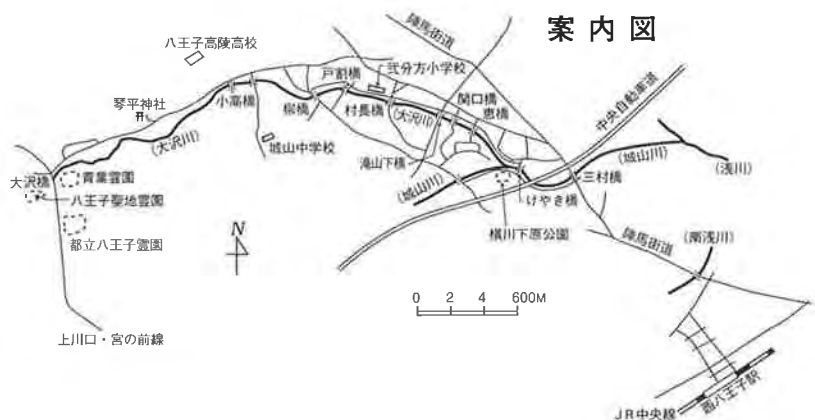 案内図
八王子高陵高校
陣馬街道
戸割橋
弐分方小学校
関口橋
恵橋
中央自動車道
琴平神社
小高橋
柳橋
村長橋
(大沢川)
(大沢川)
城山中学校
滝山下橋
(城山川)
(浅川)
大沢橋
青葉霊園
八王子聖地霊園
(城山川)
三村橋
けやき橋
都立八王子霊園
N
横川下原公園
陣馬街道
(南浅川)
0 2 4 600M
上川口・宮の前線
西八王子駅
JR中央線